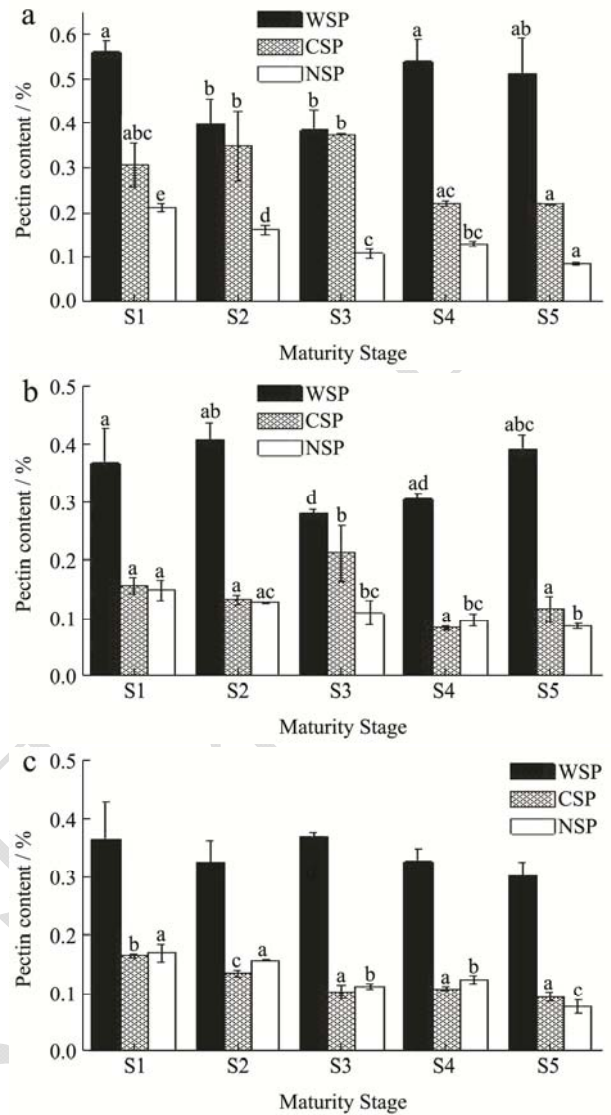 a
WSP
CSP
NSP
Pectin content / %
0.6
0.5
0.4
0.3
0.2
0.1
0.0
a
abc
e
b
b
d
b
b
c
a
ac
bc
ab
a
a
S1 S2 S3 S4 S5
Maturity Stage
b
WSP
CSP
NSP
Pectin content / %
0.5
0.4
0.3
0.2
0.1
0.0
a
a
a
ab
a
ac
d
b
bc
ad
a
bc
abc
a
b
S1 S2 S3 S4 S5
Maturity Stage
c
WSP
CSP
NSP
Pectin content / %
0.5
0.4
0.3
0.2
0.1
0.0
b
a
c
a
a
b
a
b
a
c
S1 S2 S3 S4 S5
Maturity Stage